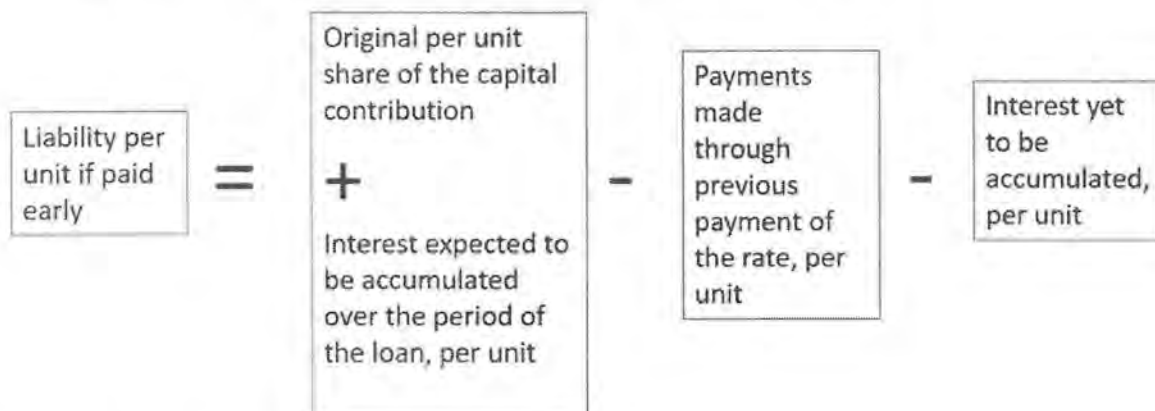 Liability per
unit if paid
early
=
Original per unit
share of the capital
contribution
+
Interest expected to
be accumulated
over the period of
the loan, per unit
-
Payments
made
through
previous
payment of
the rate, per
unit
-
Interest yet
to be
accumulated,
per unit